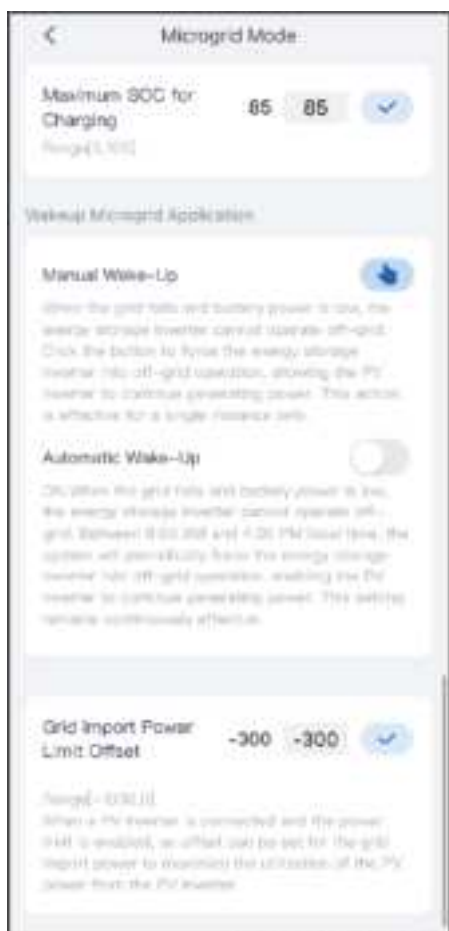 Microgrid Mode
Maximum SOC for 85 85
Charging
Wakeup Microgrid Application
Manual Wake-Up
When the grid fails and battery power is low, the
energy storage inverter cannot operate off-grid.
Click the button to force the energy storage
inverter into off-grid operation, allowing the PV
inverter to continue generating power. This action
is effective for a single instance only.
Automatic Wake-Up
ON:When the grid fails and battery power is low,
the energy storage inverter cannot operate off-
grid. Between and PM local time, the
system will periodically force the energy storage
inverter into off-grid operation, enabling the PV
inverter to continue generating power. This setting
remains continuously effective.
Grid Import Power -300 -300
Limit Offset
When a PV inverter is connected and the power
limit is enabled, an offset can be set for the grid
import power to maximize the utilization of the PV
power from the PV inverter